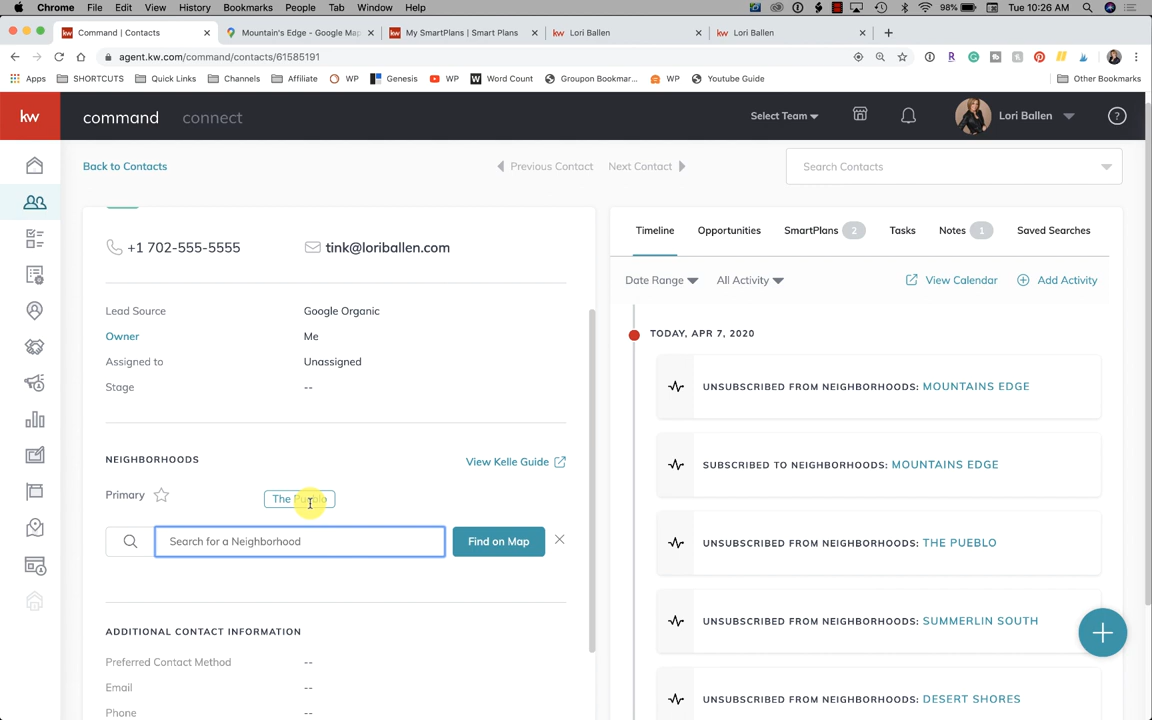 Chrome File Edit View History Bookmarks People Tab Window Help 98% Tue 10:26 AM
Command | Contacts Mountain's Edge - Google Ma My SmartPlans | Smart Plans kw Lori Ballen kw Lori Ballen
agent.kw.com/command/contacts/61585191
Apps SHORTCUTS Quick Links Channels Affiliate WP Genesis WP Word Count Groupon Bookmar... WP Youtube Guide Other Bookmarks
kw command connect Select Team Lori Ballen ?
Back to Contacts Previous Contact Next Contact Search Contacts
+1 702-555-5555 tink@loriballen.com
Lead Source Google Organic
Owner Me
Assigned to Unassigned
Stage --
NEIGHBORHOODS View Kelle Guide
Primary The Pueblo
Search for a Neighborhood Find on Map
ADDITIONAL CONTACT INFORMATION
Preferred Contact Method --
Email --
Phone --
Timeline Opportunities SmartPlans 2 Tasks Notes 1 Saved Searches
Date Range All Activity View Calendar Add Activity
TODAY, APR 7, 2020
UNSUBSCRIBED FROM NEIGHBORHOODS: MOUNTAINS EDGE
SUBSCRIBED TO NEIGHBORHOODS: MOUNTAINS EDGE
UNSUBSCRIBED FROM NEIGHBORHOODS: THE PUEBLO
UNSUBSCRIBED FROM NEIGHBORHOODS: SUMMERLIN SOUTH
UNSUBSCRIBED FROM NEIGHBORHOODS: DESERT SHORES